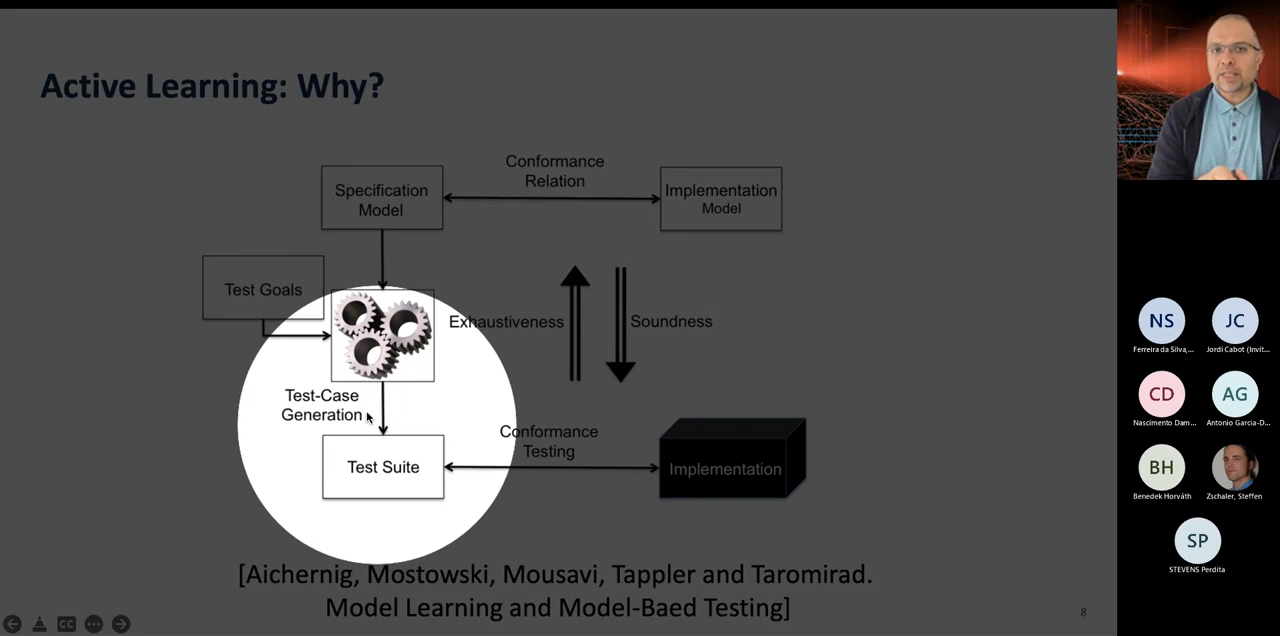 Active Learning: Why?
Conformance
Relation
Specification
Model
Implementation
Model
Test Goals
Exhaustiveness
Soundness
Test-Case
Generation
Conformance
Testing
Test Suite
Implementation
[Aichernig, Mostowski, Mousavi, Tappler and Taromirad.
Model Learning and Model-Baed Testing]
8
CC
NS
JC
Ferreira da Silva,...
Jordi Cabot (Invit...
CD
AG
Nascimento Dam...
Antonio Garcia-D...
BH
Benedek Horváth
Zschaler, Steffen
SP
STEVENS Perdita